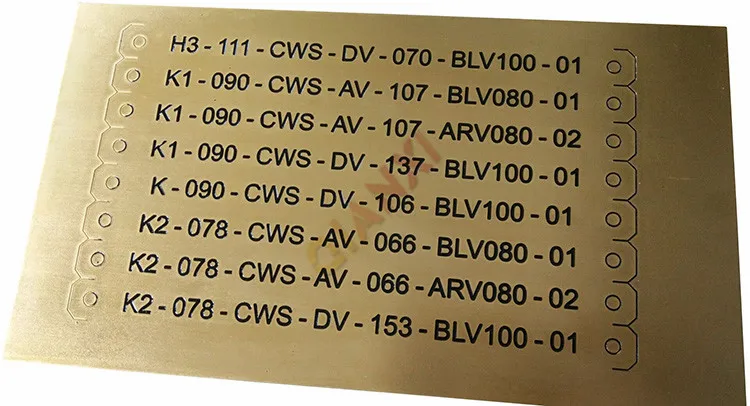 H3 - 111 - CWS - DV - 070 - BLV100 - 01
K1 - 090 - CWS - AV - 107 - BLV080 - 01
K1 - 090 - CWS - AV - 107 - ARV080 - 02
K1 - 090 - CWS - DV - 137 - BLV100 - 01
K - 090 - CWS - DV - 106 - BLV100 - 01
K2 - 078 - CWS - AV - 066 - BLV080 - 01
K2 - 078 - CWS - AV - 066 - ARV080 - 02
K2 - 078 - CWS - DV - 153 - BLV100 - 01